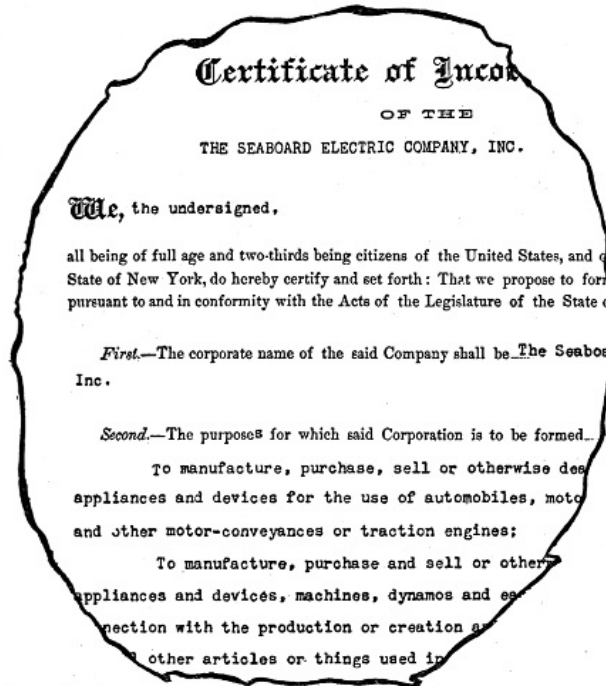 Certificate of Incor
OF THE
THE SEABOARD ELECTRIC COMPANY, INC.
We, the undersigned,
all being of full age and two-thirds being citizens of the United States, and
State of New York, do hereby certify and set forth: That we propose to for
pursuant to and in conformity with the Acts of the Legislature of the State
First.—The corporate name of the said Company shall be The Seaboa
Inc.
Second.—The purposes for which said Corporation is to be formed
To manufacture, purchase, sell or otherwise des
appliances and devices for the use of automobiles, moto
and other motor-conveyances or traction engines;
To manufacture, purchase and sell or other
appliances and devices, machines, dynamos and
nection with the production or creation
other articles or things used in